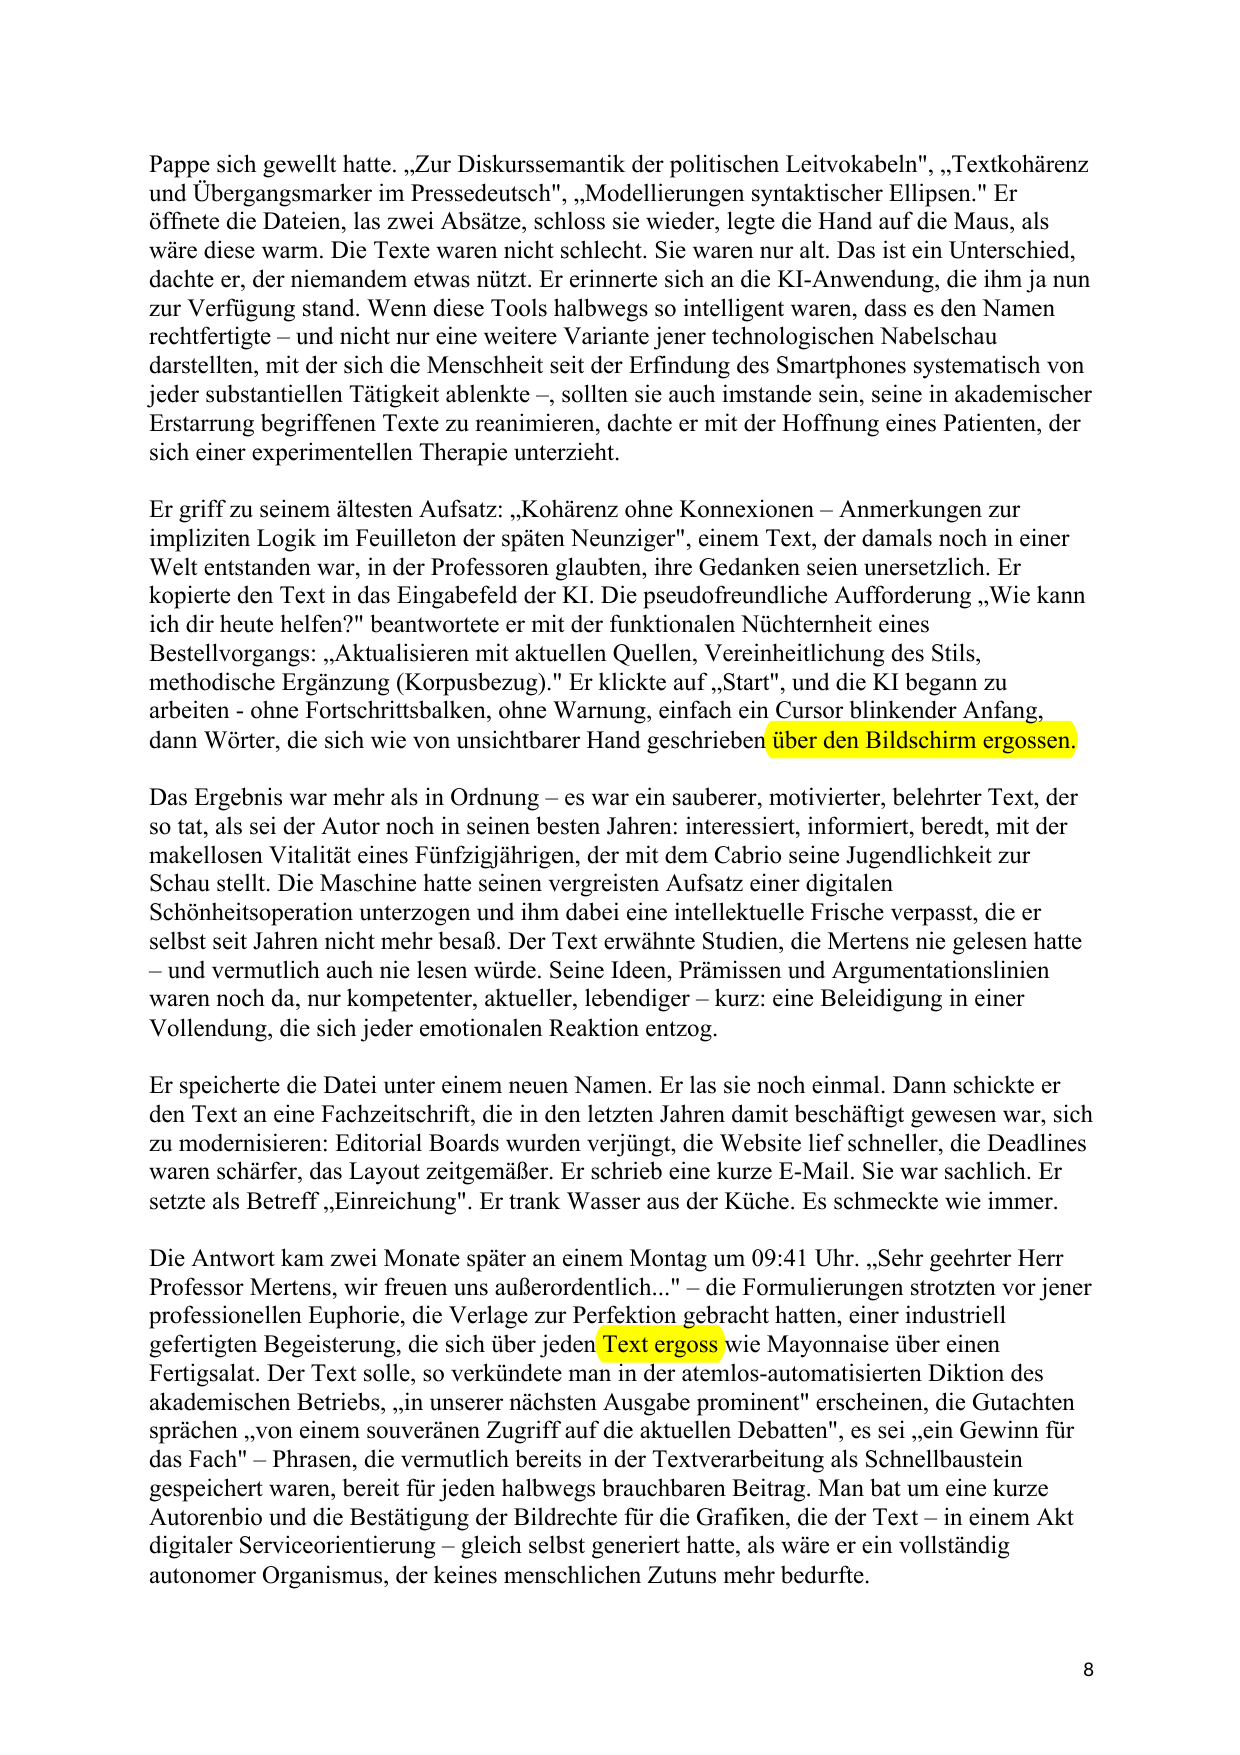 Pappe sich gewellt hatte. „Zur Diskurssemantik der politischen Leitvokabeln", „Textkohärenz
und Übergangsmarker im Pressedeutsch", „Modellierungen syntaktischer Ellipsen." Er
öffnete die Dateien, las zwei Absätze, schloss sie wieder, legte die Hand auf die Maus, als
wäre diese warm. Die Texte waren nicht schlecht. Sie waren nur alt. Das ist ein Unterschied,
dachte er, der niemandem etwas nützt. Er erinnerte sich an die KI-Anwendung, die ihm ja nun
zur Verfügung stand. Wenn diese Tools halbwegs so intelligent waren, dass es den Namen
rechtfertigte – und nicht nur eine weitere Variante jener technologischen Nabelschau
darstellten, mit der sich die Menschheit seit der Erfindung des Smartphones systematisch von
jeder substantiellen Tätigkeit ablenkte –, sollten sie auch imstande sein, seine in akademischer
Erstarrung begriffenen Texte zu reanimieren, dachte er mit der Hoffnung eines Patienten, der
sich einer experimentellen Therapie unterzieht.
Er griff zu seinem ältesten Aufsatz: „Kohärenz ohne Konnexionen – Anmerkungen zur
impliziten Logik im Feuilleton der späten Neunziger", einem Text, der damals noch in einer
Welt entstanden war, in der Professoren glaubten, ihre Gedanken seien unersetzlich. Er
kopierte den Text in das Eingabefeld der KI. Die pseudofreundliche Aufforderung „Wie kann
ich dir heute helfen?" beantwortete er mit der funktionalen Nüchternheit eines
Bestellvorgangs: „Aktualisieren mit aktuellen Quellen, Vereinheitlichung des Stils,
methodische Ergänzung (Korpusbezug)." Er klickte auf „Start", und die KI begann zu
arbeiten - ohne Fortschrittsbalken, ohne Warnung, einfach ein Cursor blinkender Anfang,
dann Wörter, die sich wie von unsichtbarer Hand geschrieben über den Bildschirm ergossen.
Das Ergebnis war mehr als in Ordnung – es war ein sauberer, motivierter, belehrter Text, der
so tat, als sei der Autor noch in seinen besten Jahren: interessiert, informiert, beredt, mit der
makellosen Vitalität eines Fünfzigjährigen, der mit dem Cabrio seine Jugendlichkeit zur
Schau stellt. Die Maschine hatte seinen vergreisten Aufsatz einer digitalen
Schönheitsoperation unterzogen und ihm dabei eine intellektuelle Frische verpasst, die er
selbst seit Jahren nicht mehr besaß. Der Text erwähnte Studien, die Mertens nie gelesen hatte
– und vermutlich auch nie lesen würde. Seine Ideen, Prämissen und Argumentationslinien
waren noch da, nur kompetenter, aktueller, lebendiger – kurz: eine Beleidigung in einer
Vollendung, die sich jeder emotionalen Reaktion entzog.
Er speicherte die Datei unter einem neuen Namen. Er las sie noch einmal. Dann schickte er
den Text an eine Fachzeitschrift, die in den letzten Jahren damit beschäftigt gewesen war, sich
zu modernisieren: Editorial Boards wurden verjüngt, die Website lief schneller, die Deadlines
waren schärfer, das Layout zeitgemäßer. Er schrieb eine kurze E-Mail. Sie war sachlich. Er
setzte als Betreff „Einreichung". Er trank Wasser aus der Küche. Es schmeckte wie immer.
Die Antwort kam zwei Monate später an einem Montag um 09:41 Uhr. „Sehr geehrter Herr
Professor Mertens, wir freuen uns außerordentlich..." – die Formulierungen strotzten vor jener
professionellen Euphorie, die Verlage zur Perfektion gebracht hatten, einer industriell
gefertigten Begeisterung, die sich über jeden Text ergoss wie Mayonnaise über einen
Fertigsalat. Der Text solle, so verkündete man in der atemlos-automatisierten Diktion des
akademischen Betriebs, „in unserer nächsten Ausgabe prominent" erscheinen, die Gutachten
sprächen „von einem souveränen Zugriff auf die aktuellen Debatten", es sei „ein Gewinn für
das Fach" – Phrasen, die vermutlich bereits in der Textverarbeitung als Schnellbaustein
gespeichert waren, bereit für jeden halbwegs brauchbaren Beitrag. Man bat um eine kurze
Autorenbio und die Bestätigung der Bildrechte für die Grafiken, die der Text – in einem Akt
digitaler Serviceorientierung – gleich selbst generiert hatte, als wäre er ein vollständig
autonomer Organismus, der keines menschlichen Zutuns mehr bedurfte.
8